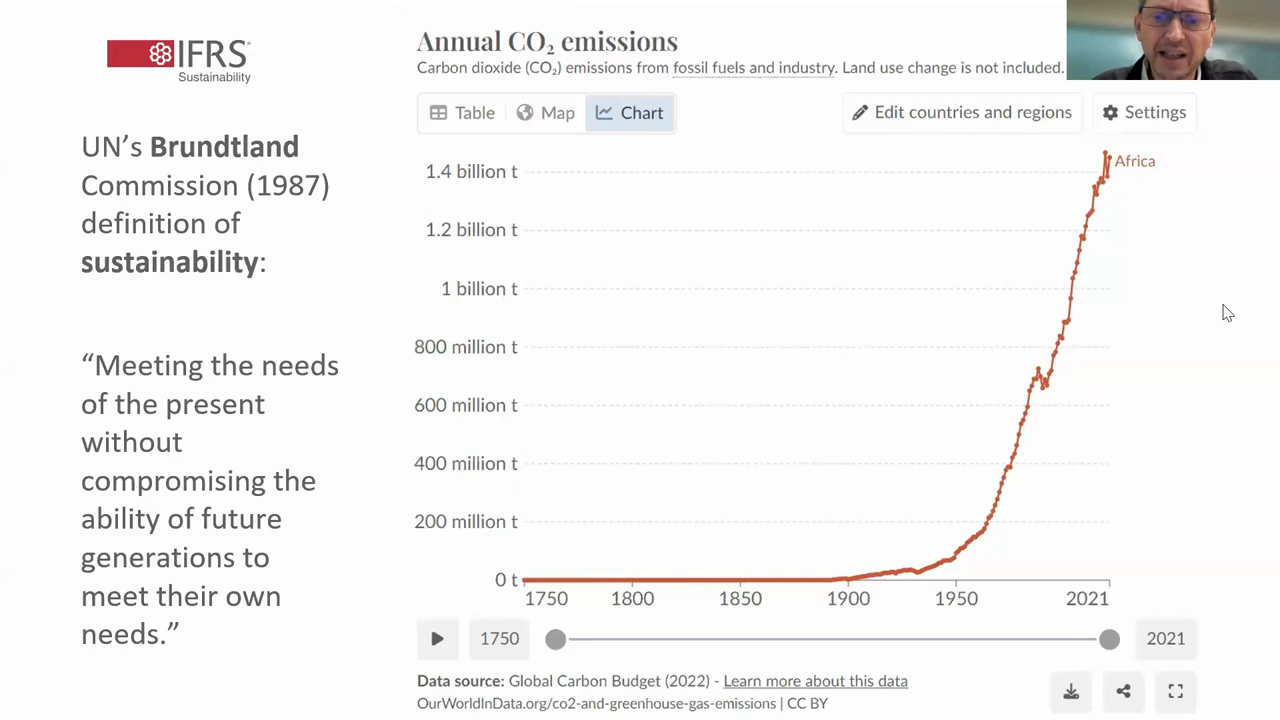 IFRS
Sustainability
UN’s Brundtland
Commission (1987)
definition of
sustainability:
“Meeting the needs
of the present
without
compromising the
ability of future
generations to
meet their own
needs.”
Annual CO₂ emissions
Carbon dioxide (CO₂) emissions from fossil fuels and industry. Land use change is not included.
Table Map Chart
Edit countries and regions Settings
1.4 billion t
1.2 billion t
1 billion t
800 million t
600 million t
400 million t
200 million t
0 t
Africa
1750 1800 1850 1900 1950 2021
1750 2021
Data source: Global Carbon Budget (2022) - Learn more about this data
OurWorldInData.org/co2-and-greenhouse-gas-emissions | CC BY